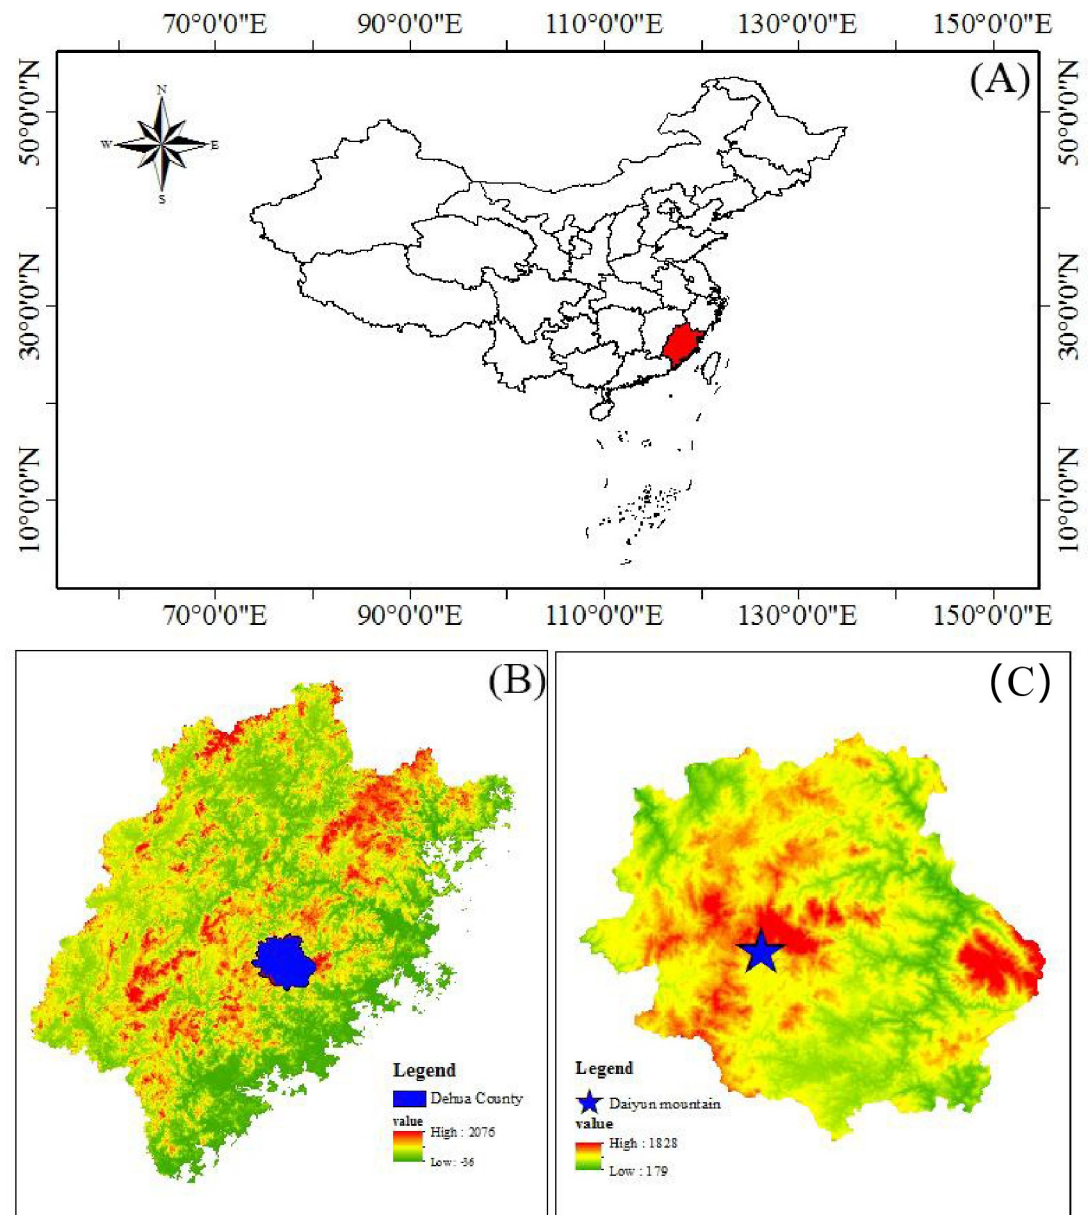 70°0'0"E 90°0'0"E 110°0'0"E 130°0'0"E 150°0'0"E
(A)
N
W E
S
50°0'0"N 50°0'0"N
30°0'0"N 30°0'0"N
10°0'0"N 10°0'0"N
70°0'0"E 90°0'0"E 110°0'0"E 130°0'0"E 150°0'0"E
(B)
Legend
Dehua County
value
High : 2076
Low : -36
(C)
Legend
Daiyun mountain
value
High : 1828
Low : 179